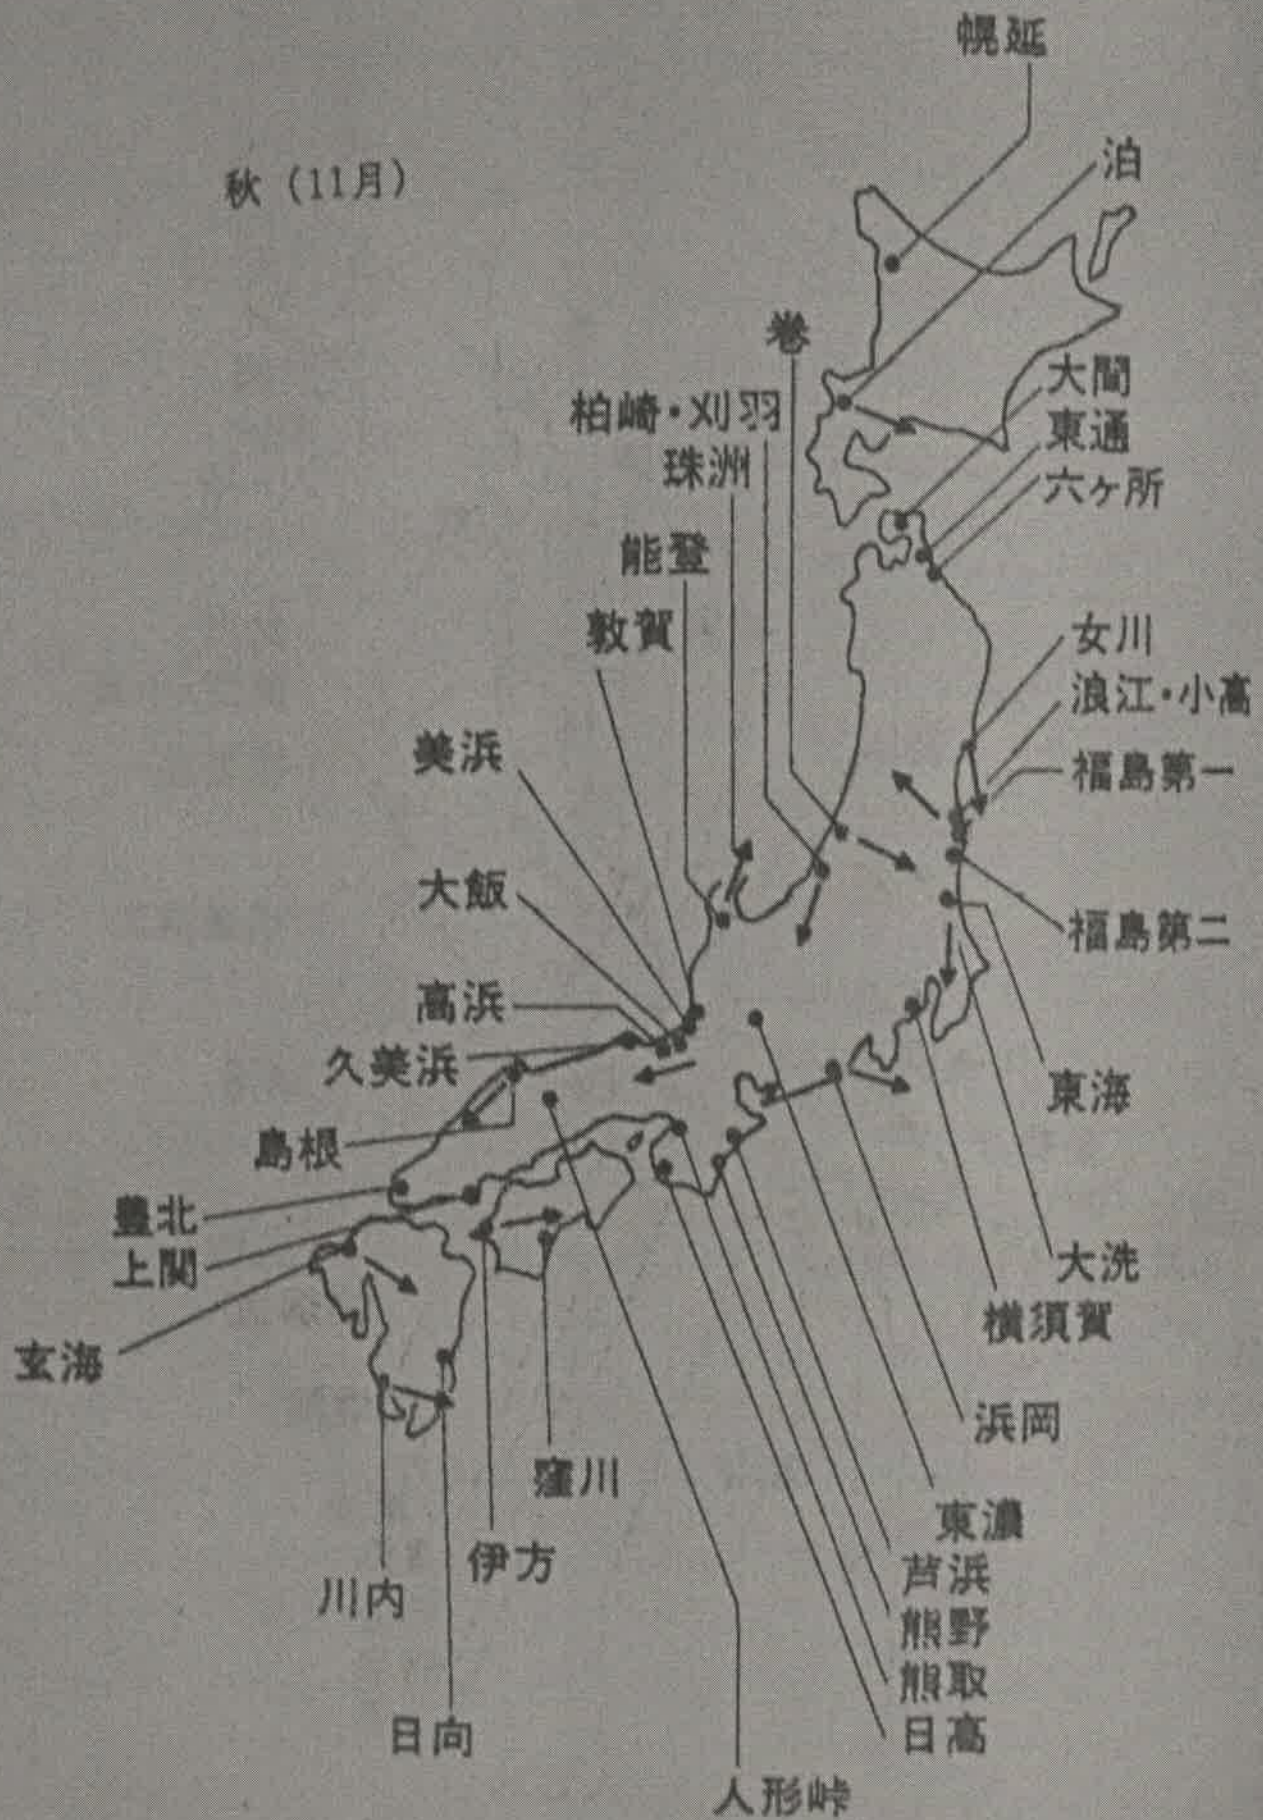 幌延
泊
秋（11月）
巻
大間
柏崎・刈羽
東通
珠洲
六ヶ所
能登
敦賀
女川
浪江・小高
美浜
福島第一
大飯
福島第二
高浜
久美浜
東海
島根
豊北
上関
大洗
横須賀
玄海
浜岡
窪川
東濃
伊方
芦浜
川内
熊野
熊取
日向
日高
人形峠